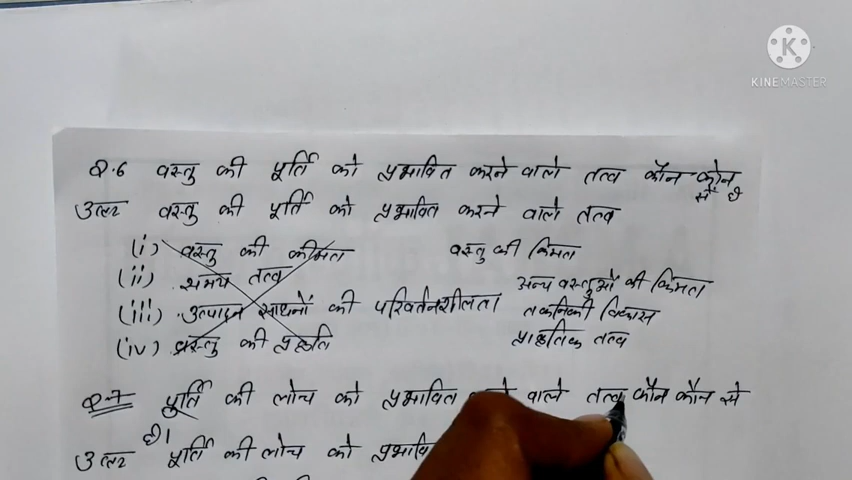 KINEMASTER
Q.6 वस्तु की पूर्ति को प्रभावित करने वाले तत्व कौन-कौन से है
उत्तर वस्तु की पूर्ति को प्रभावित करने वाले तत्व
(i) वस्तु की कीमत वस्तु की किमत
(ii) समय तत्व अन्य वस्तुओं की किमत
(iii) उत्पादन साधनों की परिवर्तनशीलता तकनिकी विकास
(iv) वस्तु की प्रकृति प्राकृतिक तत्व
Q.7 पूर्ति की लोच को प्रभावित वाले तत्व कौन कौन से है।
उत्तर पूर्ति की लोच को